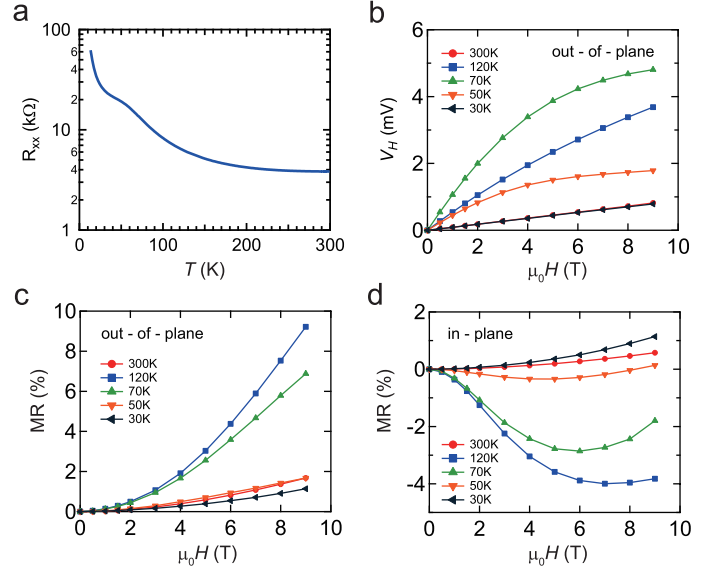 a
100
6
4
2
10
6
4
2
1
0
100
200
300
R_xx (kΩ)
T (K)
b
6
4
2
0
0
2
4
6
8
10
V_H (mV)
μ₀H (T)
out - of - plane
300K
120K
70K
50K
30K
c
10
8
6
4
2
0
0
2
4
6
8
10
MR (%)
μ₀H (T)
out - of - plane
300K
120K
70K
50K
30K
d
2
0
-2
-4
0
2
4
6
8
10
MR (%)
μ₀H (T)
in - plane
300K
120K
70K
50K
30K